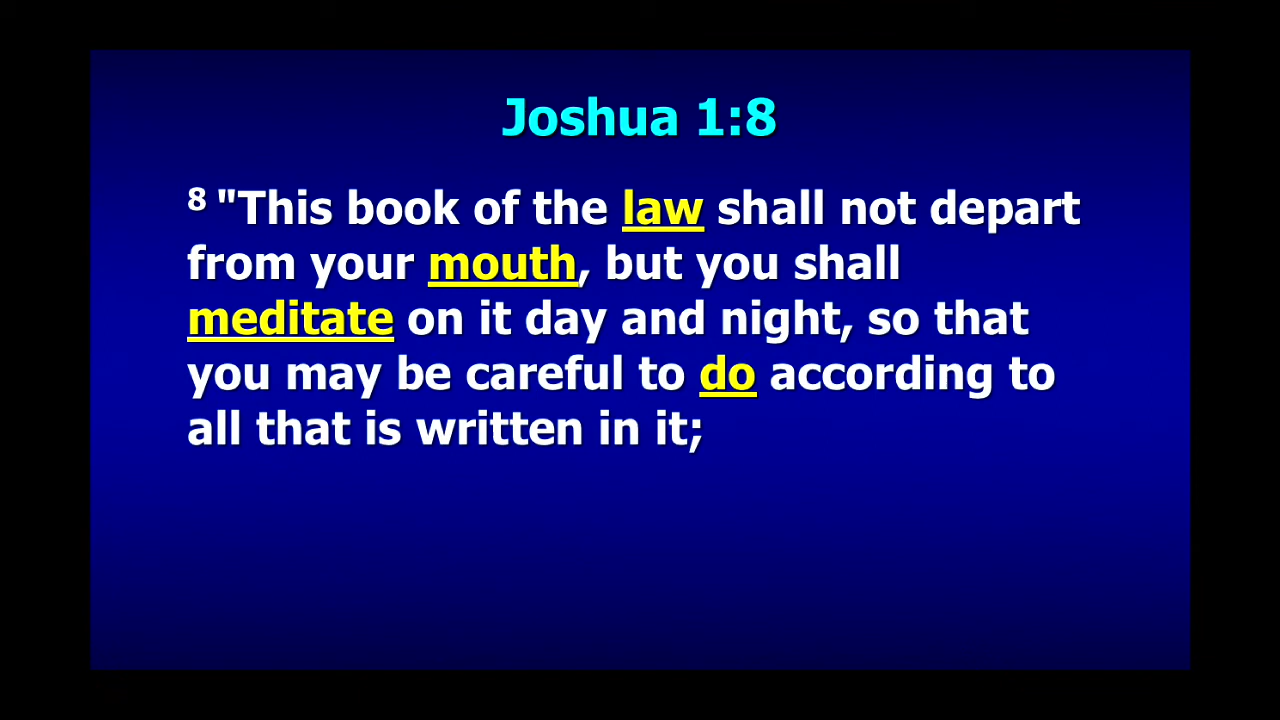 Joshua 1:8
8 "This book of the law shall not depart
from your mouth, but you shall
meditate on it day and night, so that
you may be careful to do according to
all that is written in it;